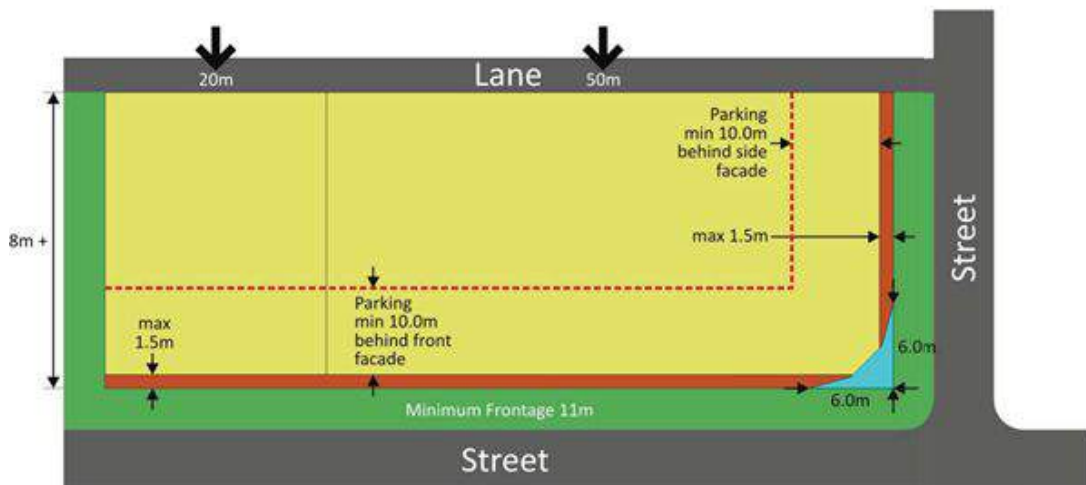 Lane
20m
50m
Parking
min 10.0m
behind side
facade
8m +
max 1.5m
Street
Parking
min 10.0m
behind front
facade
max
1.5m
6.0m
6.0m
Minimum Frontage 11m
Street